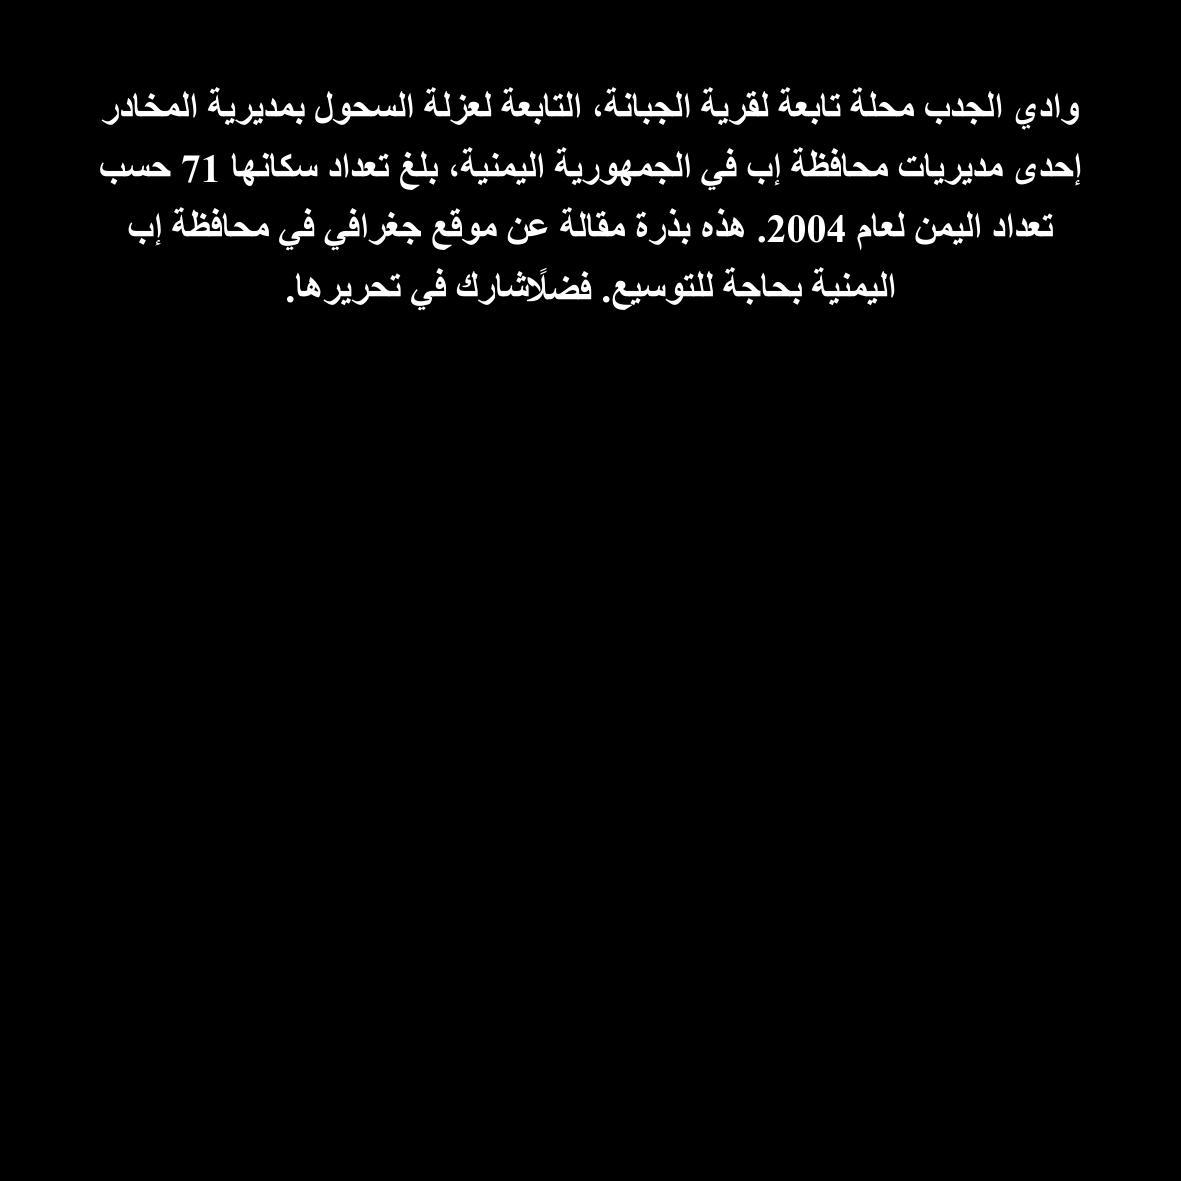 وادي الجدب محلة تابعة لقرية الجبانة، التابعة لعزلة السحول بمديرية المخادر
إحدى مديريات محافظة إب في الجمهورية اليمنية، بلغ تعداد سكانها 71 حسب
تعداد اليمن لعام 2004. هذه بذرة مقالة عن موقع جغرافي في محافظة إب
اليمنية بحاجة للتوسيع. فضلًاشارك في تحريرها.